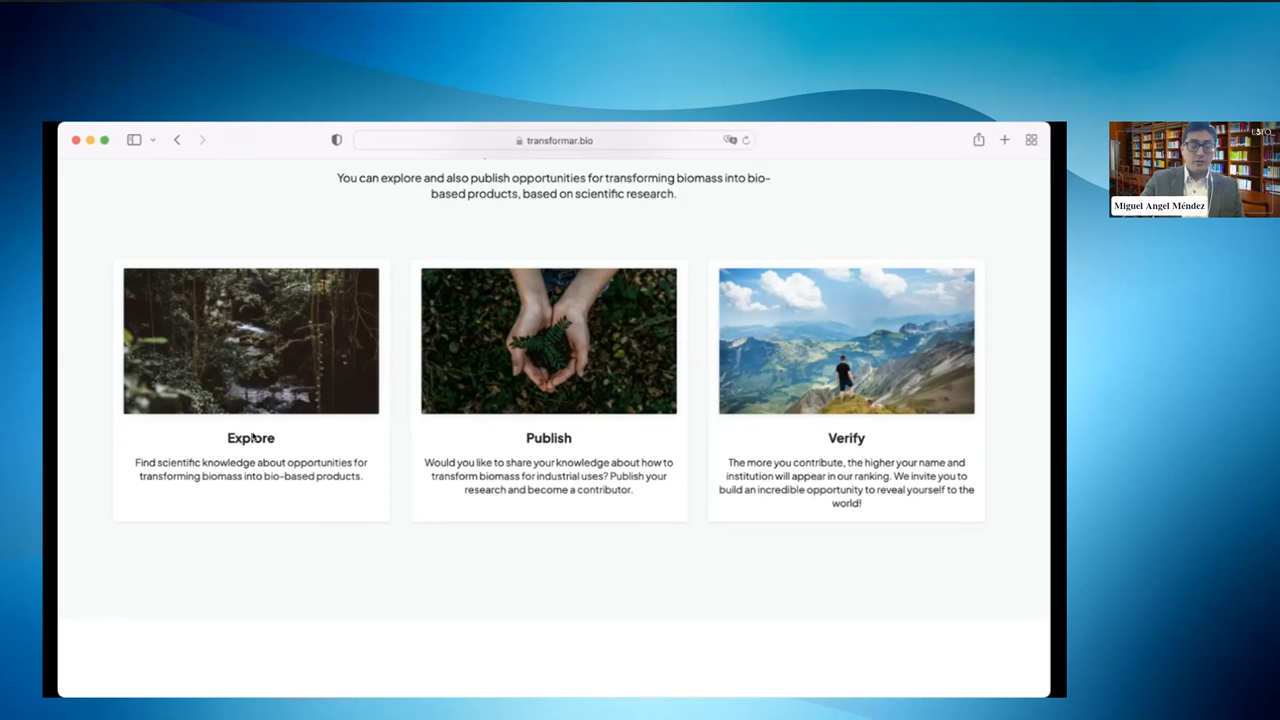 transformar.bio
You can explore and also publish opportunities for transforming biomass into bio-
based products, based on scientific research.
Explore
Find scientific knowledge about opportunities for
transforming biomass into bio-based products.
Publish
Would you like to share your knowledge about how to
transform biomass for industrial uses? Publish your
research and become a contributor.
Verify
The more you contribute, the higher your name and
institution will appear in our ranking. We invite you to
build an incredible opportunity to reveal yourself to the
world!
USFQ
Miguel Angel Méndez